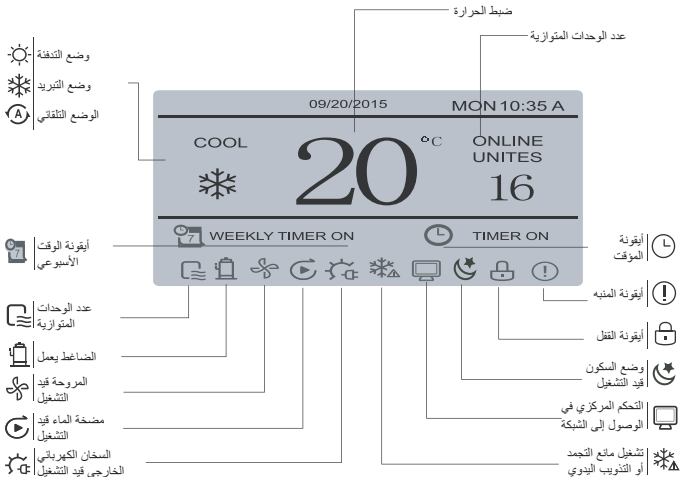 ضبط الحرارة
عدد الوحدات المتوازية
وضع التدفئة
وضع التبريد
الوضع التلقائي
A
09/20/2015
MON 10:35 A
COOL
20
°C
ONLINE
UNITES
16
7
WEEKLY TIMER ON
TIMER ON
أيقونة الوقت
الأسبوعي
7
عدد الوحدات
المتوازية
الضاغط يعمل
المروحة قيد
التشغيل
مضخة الماء قيد
التشغيل
السخان الكهربائي
الخارجي قيد التشغيل
أيقونة
المؤقت
أيقونة المنبه
أيقونة القفل
وضع السكون
قيد التشغيل
التحكم المركزي في
الوصول إلى الشبكة
تشغيل مانع التجمد
أو التذويب اليدوي